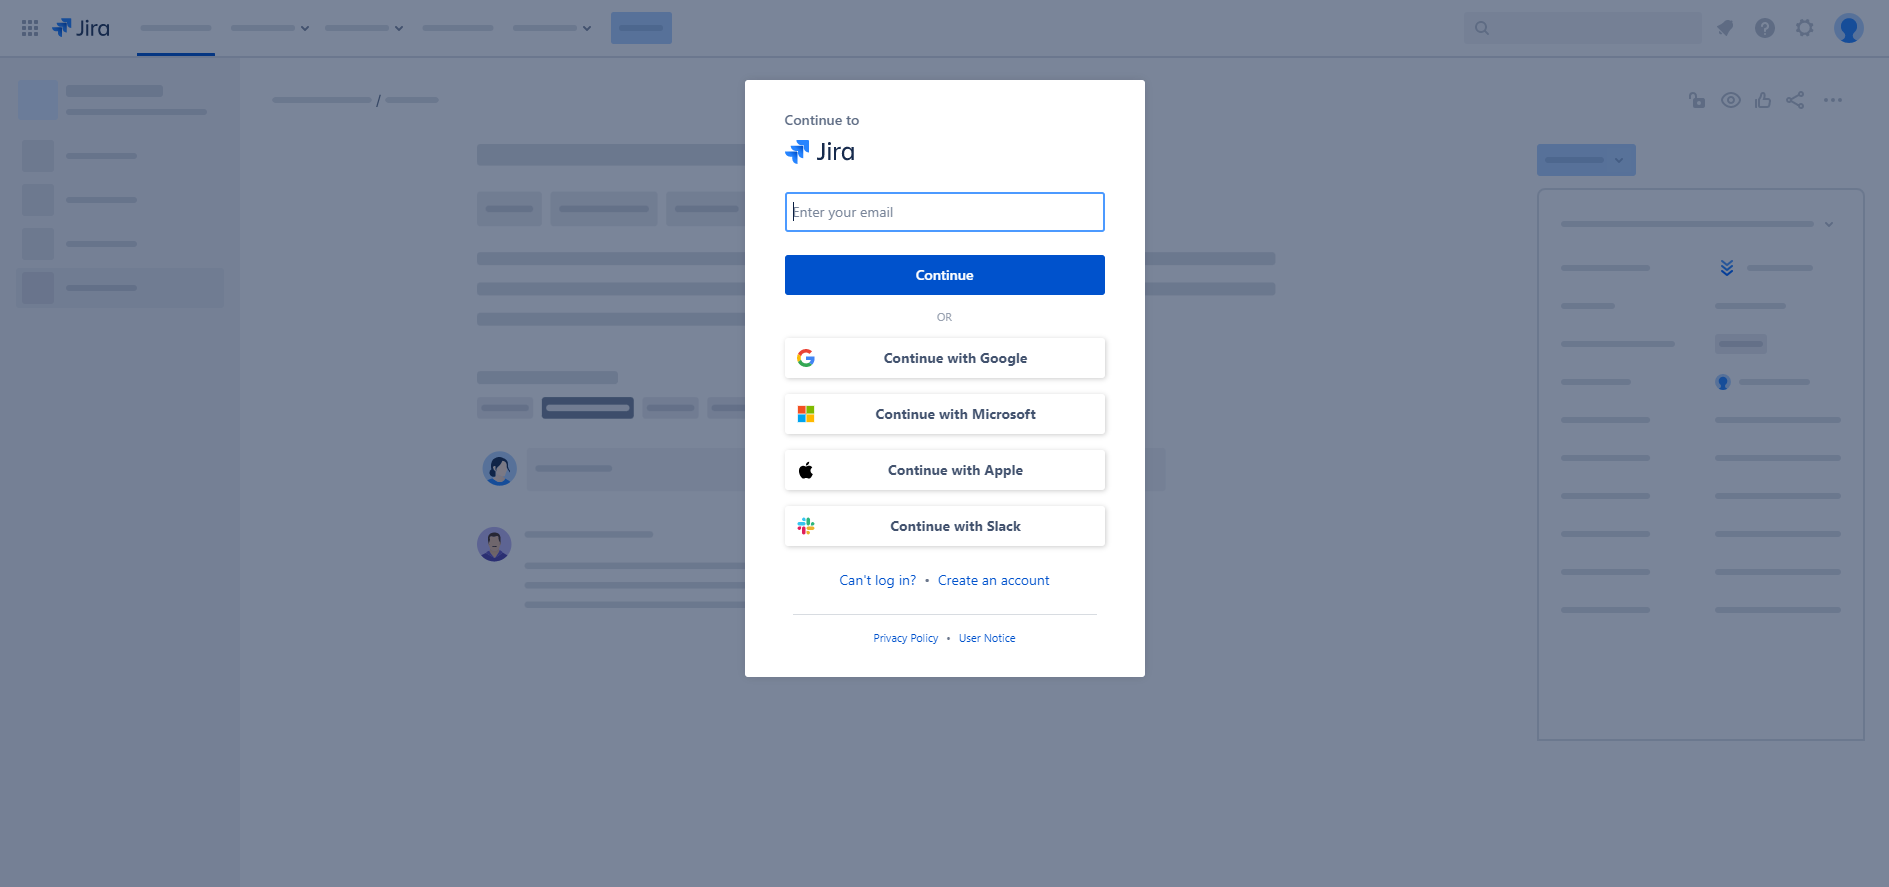 Jira
/
Continue to
Jira
Enter your email
Continue
OR
Continue with Google
Continue with Microsoft
Continue with Apple
Continue with Slack
Can't log in? • Create an account
Privacy Policy • User Notice